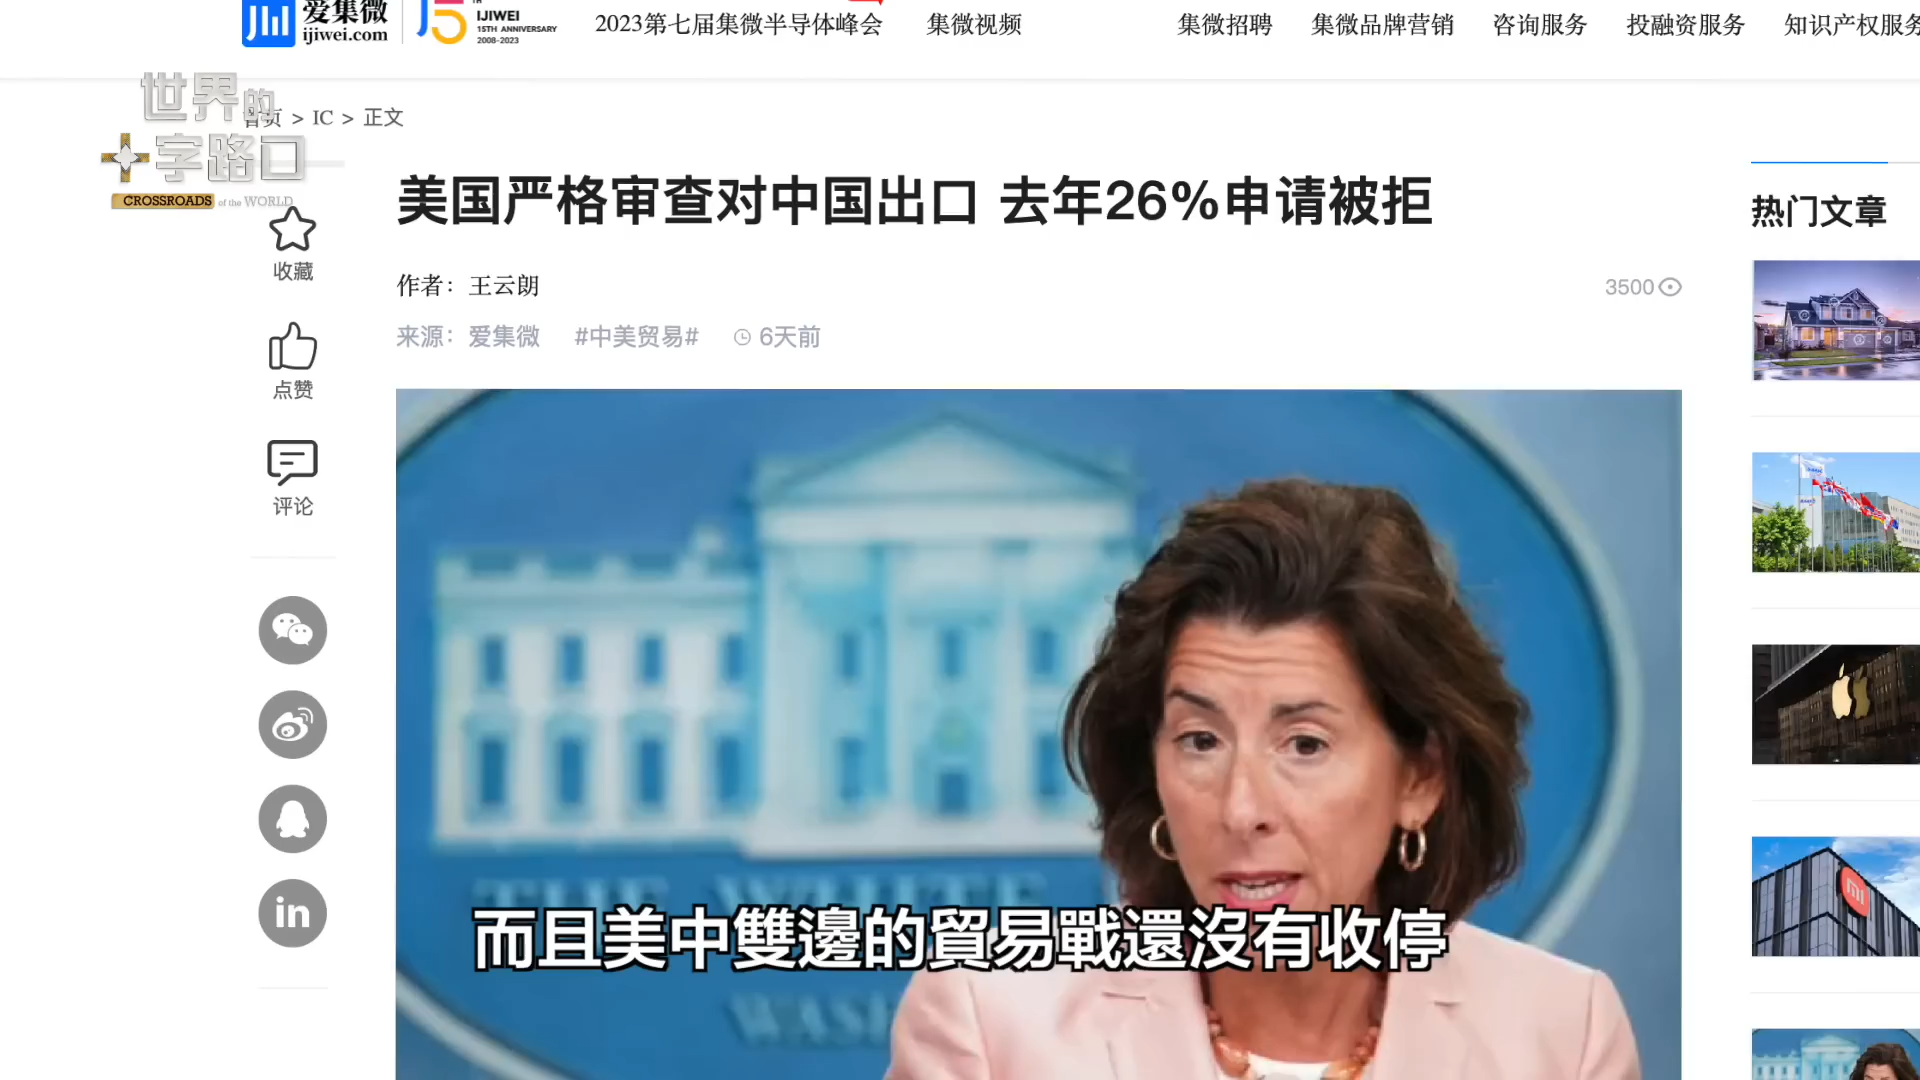 爱集微
ijiwei.com
IJIWEI
15TH ANNIVERSARY
2008-2023
2023第七届集微半导体峰会 集微视频 集微招聘 集微品牌营销 咨询服务 投融资服务 知识产权服务
世界的
十字路口
CROSSROADS of the WORLD
首页 > IC > 正文
美国严格审查对中国出口 去年26%申请被拒
热门文章
收藏
作者：王云朗
3500
来源：爱集微 #中美贸易# 6天前
点赞
评论
THE WHITE HOUSE
而且美中雙邊的貿易戰還沒有收停
WASH